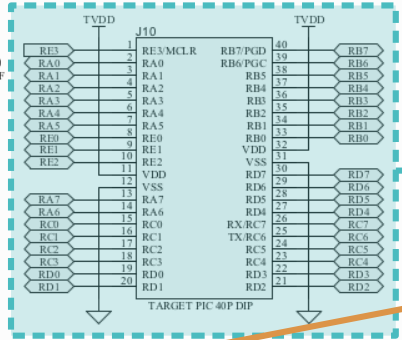 TVDD TVDD
J10
RE3 1 RE3/MCLR RB7/PGD 40 RB7
RA0 2 RA0 RB6/PGC 39 RB6
RA1 3 RA1 RB5 38 RB5
RA2 4 RA2 RB4 37 RB4
RA3 5 RA3 RB3 36 RB3
RA4 6 RA4 RB2 35 RB2
RA5 7 RA5 RB1 34 RB1
RE0 8 RE0 RB0 33 RB0
RE1 9 RE1 VDD 32
RE2 10 RE2 VSS 31
11 VDD RD7 30 RD7
12 VSS RD6 29 RD6
RA7 13 RA7 RD5 28 RD5
RA6 14 RA6 RD4 27 RD4
RC0 15 RC0 RX/RC7 26 RC7
RC1 16 RC1 TX/RC6 25 RC6
RC2 17 RC2 RC5 24 RC5
RC3 18 RC3 RC4 23 RC4
RD0 19 RD0 RD3 22 RD3
RD1 20 RD1 RD2 21 RD2
TARGET PIC 40P DIP